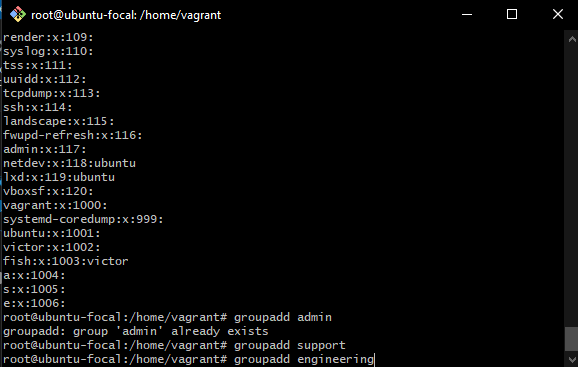 root@ubuntu-focal: /home/vagrant
render:x:109:
syslog:x:110:
tss:x:111:
uuidd:x:112:
tcpdump:x:113:
ssh:x:114:
landscape:x:115:
fwupd-refresh:x:116:
admin:x:117:
netdev:x:118:ubuntu
lxd:x:119:ubuntu
vboxsf:x:120:
vagrant:x:1000:
systemd-coredump:x:999:
ubuntu:x:1001:
victor:x:1002:
fish:x:1003:victor
a:x:1004:
s:x:1005:
e:x:1006:
root@ubuntu-focal:/home/vagrant# groupadd admin
groupadd: group 'admin' already exists
root@ubuntu-focal:/home/vagrant# groupadd support
root@ubuntu-focal:/home/vagrant# groupadd engineering